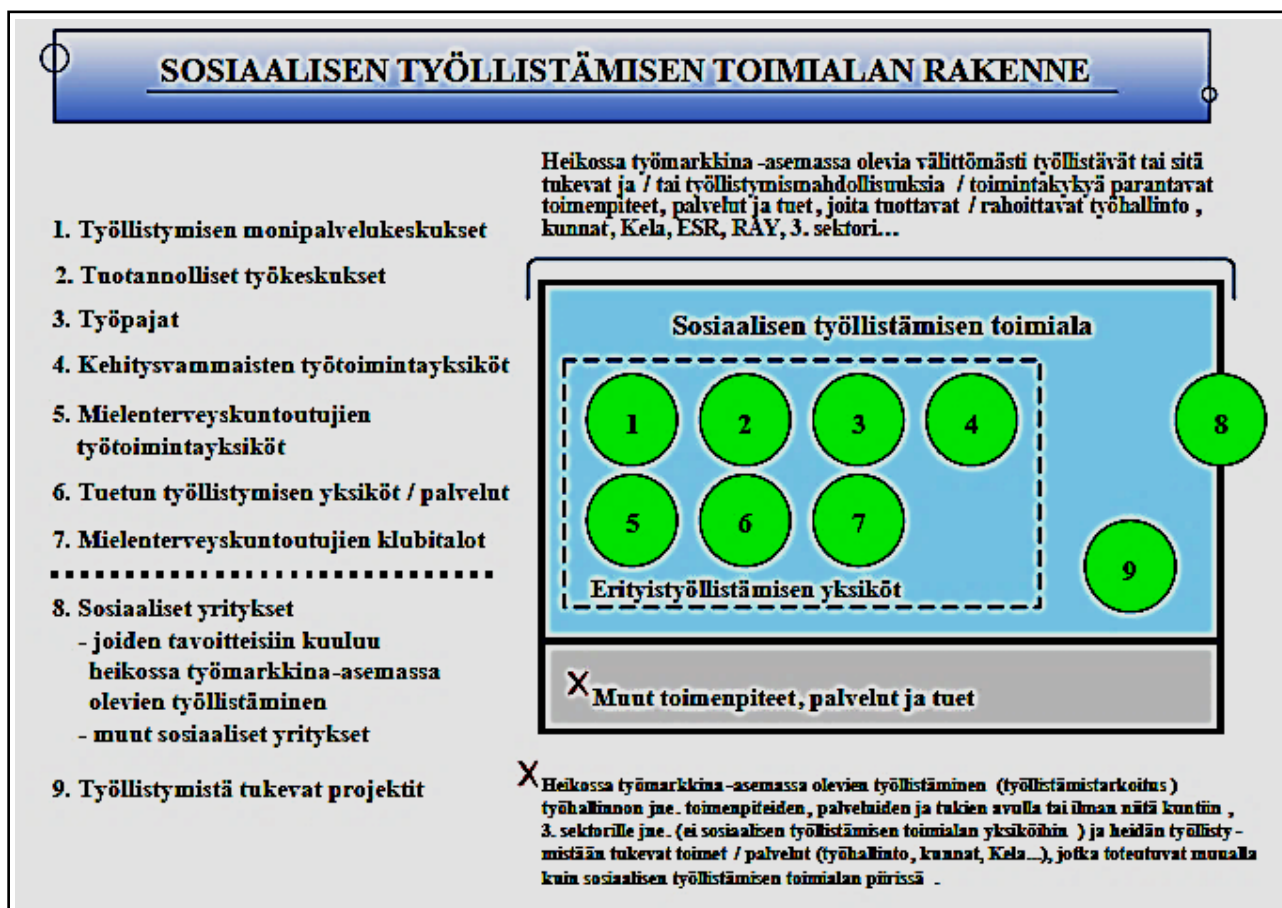 SOSIAALISEN TYÖLLISTÄMISEN TOIMIALAN RAKENNE
1. Työllistymisen monipalvelukeskukset
2. Tuotannolliset työkeskukset
3. Työpajat
4. Kehitysvammaisten työtoimintayksiköt
5. Mielenterveyskuntoutujien
työtoimintayksiköt
6. Tuetun työllistymisen yksiköt / palvelut
7. Mielenterveyskuntoutujien klubitalot
8. Sosiaaliset yritykset
- joiden tavoitteisiin kuuluu
heikossa työmarkkina-asemassa
olevien työllistäminen
- muut sosiaaliset yritykset
9. Työllistymistä tukevat projektit
Heikossa työmarkkina -asemassa olevia välittömästi työllistävät tai sitä
tukevat ja / tai työllistymismahdollisuuksia / toimintakykyä parantavat
toimenpiteet, palvelut ja tuet, joita tuottavat / rahoittavat työhallinto ,
kunnat, Kela, ESR, RAY, 3. sektori...
Sosiaalisen työllistämisen toimiala
1 2 3 4 8
5 6 7 9
Erityistyöllistämisen yksiköt
X Muut toimenpiteet, palvelut ja tuet
X Heikossa työmarkkina-asemassa olevien työllistäminen (työllistämistarkoitus )
työhallinnon jne. toimenpiteiden, palveluiden ja tukien avulla tai ilman näitä kuntiin ,
3. sektorille jne. (ei sosiaalisen työllistämisen toimialan yksiköihin ) ja heidän työllisty -
mistään tukevat toimet / palvelut (työhallinto, kunnat, Kela...), jotka toteutuvat muualla
kuin sosiaalisen työllistämisen toimialan piirissä .